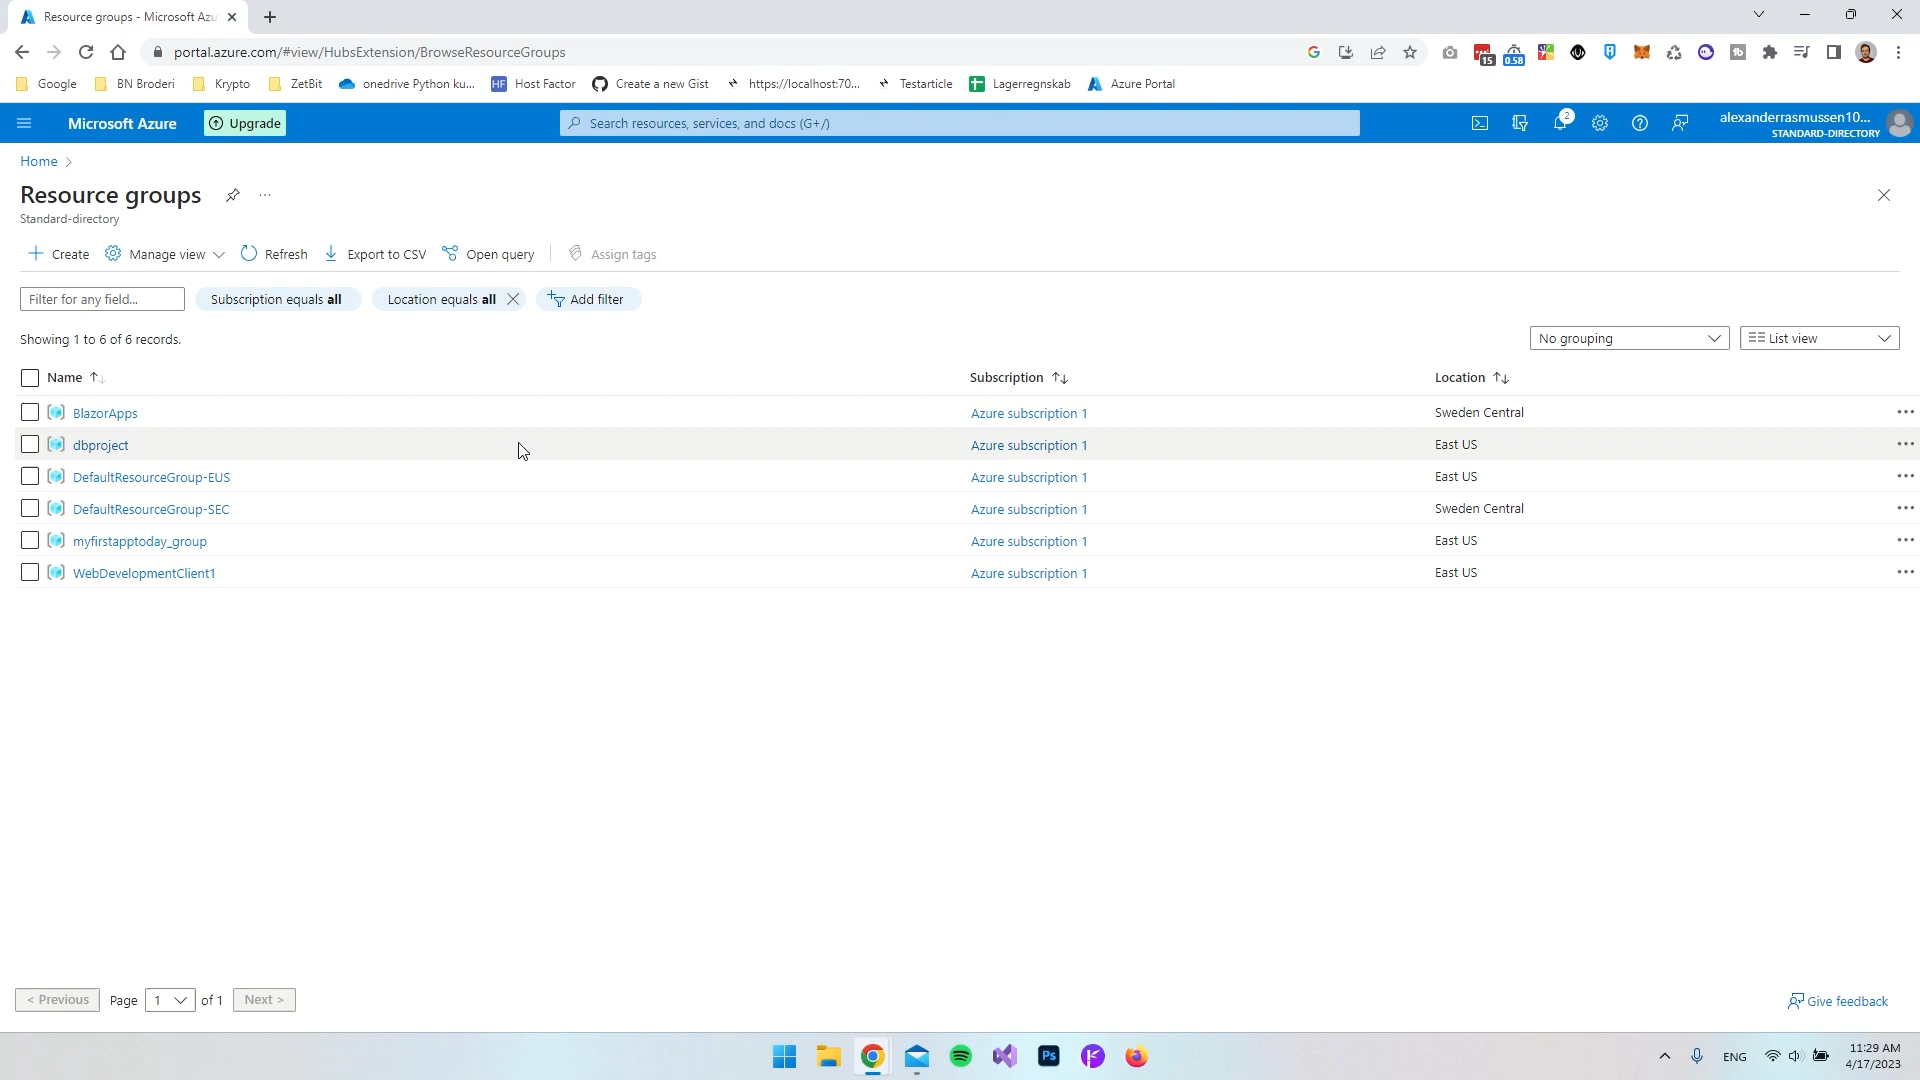 Resource groups - Microsoft Azu
portal.azure.com/#view/HubsExtension/BrowseResourceGroups
15
0.58
Google
BN Broderi
Krypto
ZetBit
onedrive Python ku...
HF Host Factor
Create a new Gist
https://localhost:70...
Testarticle
Lagerregnskab
Azure Portal
Microsoft Azure
Upgrade
Search resources, services, and docs (G+/)
2
alexanderrasmussen10...
STANDARD-DIRECTORY
Home >
Resource groups
...
Standard-directory
+ Create
Manage view
Refresh
Export to CSV
Open query
Assign tags
Filter for any field...
Subscription equals all
Location equals all
Add filter
Showing 1 to 6 of 6 records.
No grouping
List view
Name
Subscription
Location
BlazorApps
Azure subscription 1
Sweden Central
dbproject
Azure subscription 1
East US
DefaultResourceGroup-EUS
Azure subscription 1
East US
DefaultResourceGroup-SEC
Azure subscription 1
Sweden Central
myfirstapptoday_group
Azure subscription 1
East US
WebDevelopmentClient1
Azure subscription 1
East US
< Previous
Page
1
of 1
Next >
Give feedback
Ps
ENG
11:29 AM
4/17/2023